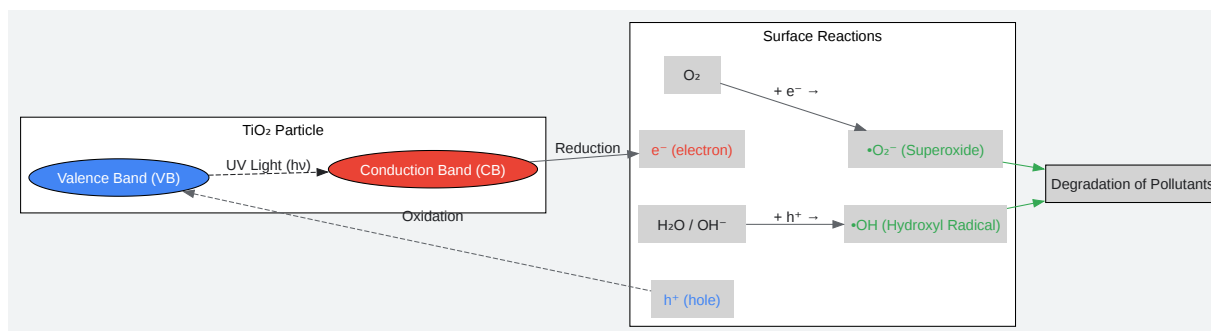 TiO₂ Particle
Valence Band (VB)
UV Light (hν)
Conduction Band (CB)
Reduction
Oxidation
Surface Reactions
O₂
+ e⁻ →
e⁻ (electron)
•O₂⁻ (Superoxide)
H₂O / OH⁻
+ h⁺ →
•OH (Hydroxyl Radical)
h⁺ (hole)
Degradation of Pollutants